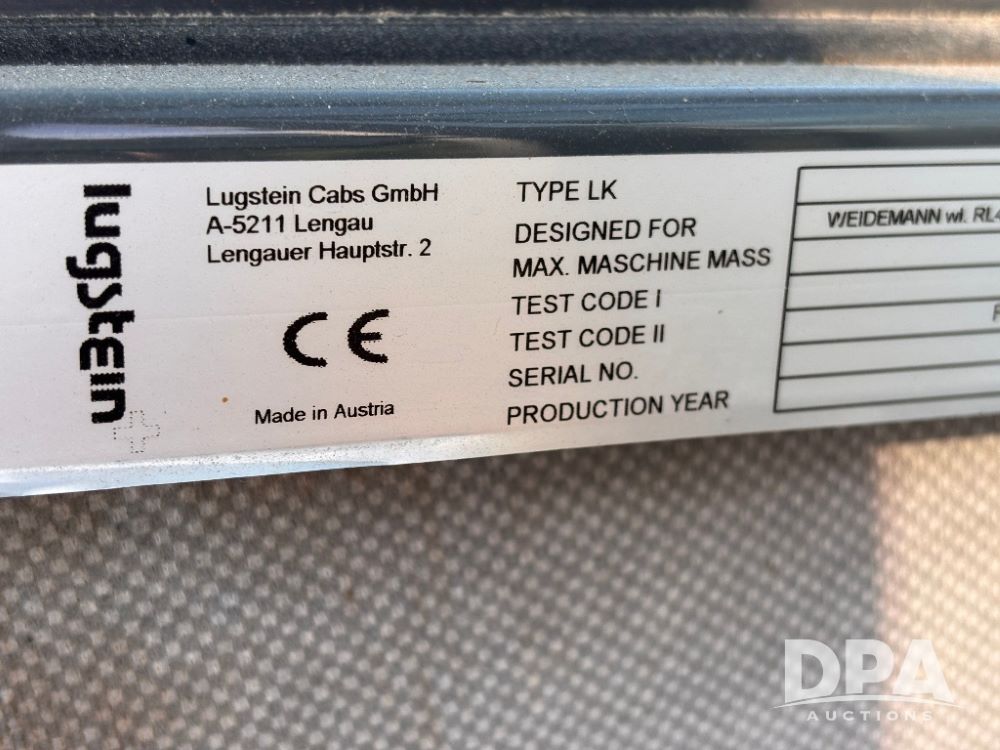 lugstein
Lugstein Cabs GmbH
A-5211 Lengau
Lengauer Hauptstr. 2
CE
Made in Austria
TYPE LK
DESIGNED FOR
WEIDEMANN wl. RL4
MAX. MASCHINE MASS
TEST CODE I
TEST CODE II
SERIAL NO.
PRODUCTION YEAR
DPA
AUCTIONS